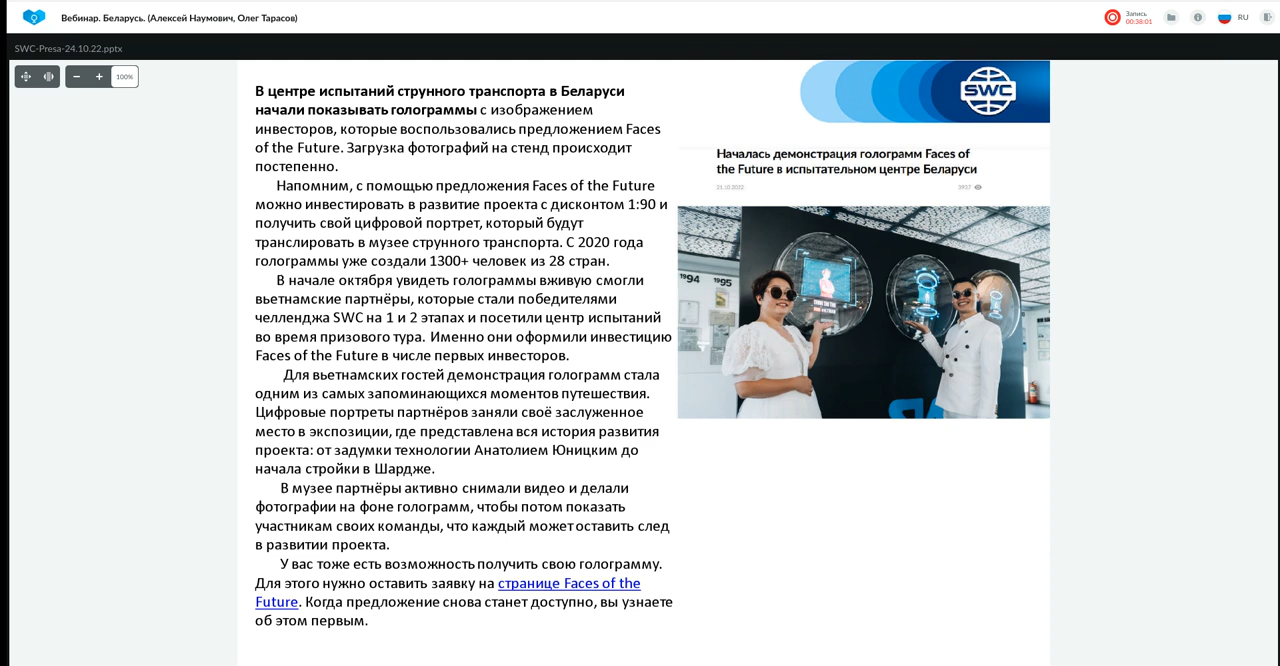 Вебинар. Беларусь. (Алексей Наумович, Олег Тарасов)
Запись
00:38:01
RU
SWC-Presa-24.10.22.pptx
100%
В центре испытаний струнного транспорта в Беларуси
начали показывать голограммы с изображением
инвесторов, которые воспользовались предложением Faces
of the Future. Загрузка фотографий на стенд происходит
постепенно.
Напомним, с помощью предложения Faces of the Future
можно инвестировать в развитие проекта с дисконтом 1:90 и
получить свой цифровой портрет, который будут
транслировать в музее струнного транспорта. С 2020 года
голограммы уже создали 1300+ человек из 28 стран.
В начале октября увидеть голограммы вживую смогли
вьетнамские партнёры, которые стали победителями
челленджа SWC на 1 и 2 этапах и посетили центр испытаний
во время призового тура. Именно они оформили инвестицию
Faces of the Future в числе первых инвесторов.
Для вьетнамских гостей демонстрация голограмм стала
одним из самых запоминающихся моментов путешествия.
Цифровые портреты партнёров заняли своё заслуженное
место в экспозиции, где представлена вся история развития
проекта: от задумки технологии Анатолием Юницким до
начала стройки в Шардже.
В музее партнёры активно снимали видео и делали
фотографии на фоне голограмм, чтобы потом показать
участникам своих команды, что каждый может оставить след
в развитии проекта.
У вас тоже есть возможность получить свою голограмму.
Для этого нужно оставить заявку на странице Faces of the
Future. Когда предложение снова станет доступно, вы узнаете
об этом первым.
SWC
Началась демонстрация голограмм Faces of
the Future в испытательном центре Беларуси
21.10.2022
3937
1994
1995